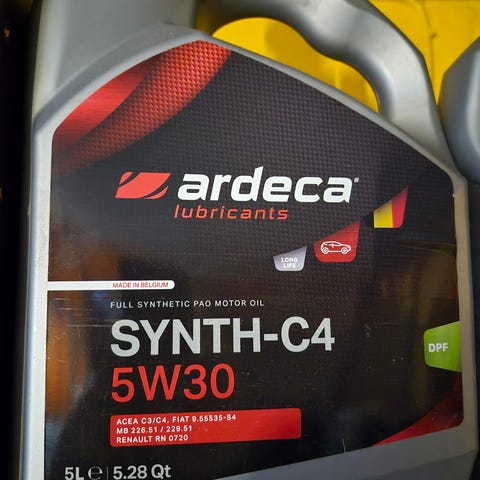 ardeca
lubricants
LONG
LIFE
MADE IN BELGIUM
FULL SYNTHETIC PAO MOTOR OIL
SYNTH-C4
5W30
DPF
ACEA C3/C4, FIAT 9.55535-S4
MB 226.51 / 229.51
RENAULT RN 0720
5L ℮ 5.28 Qt